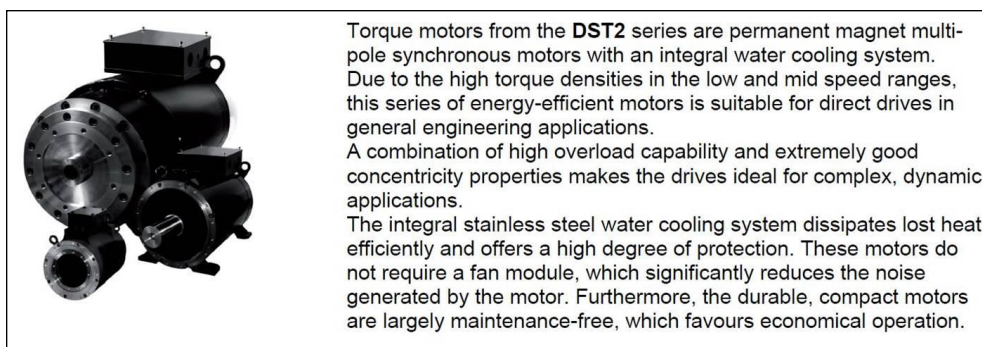 Torque motors from the DST2 series are permanent magnet multi-
pole synchronous motors with an integral water cooling system.
Due to the high torque densities in the low and mid speed ranges,
this series of energy-efficient motors is suitable for direct drives in
general engineering applications.
A combination of high overload capability and extremely good
concentricity properties makes the drives ideal for complex, dynamic
applications.
The integral stainless steel water cooling system dissipates lost heat
efficiently and offers a high degree of protection. These motors do
not require a fan module, which significantly reduces the noise
generated by the motor. Furthermore, the durable, compact motors
are largely maintenance-free, which favours economical operation.